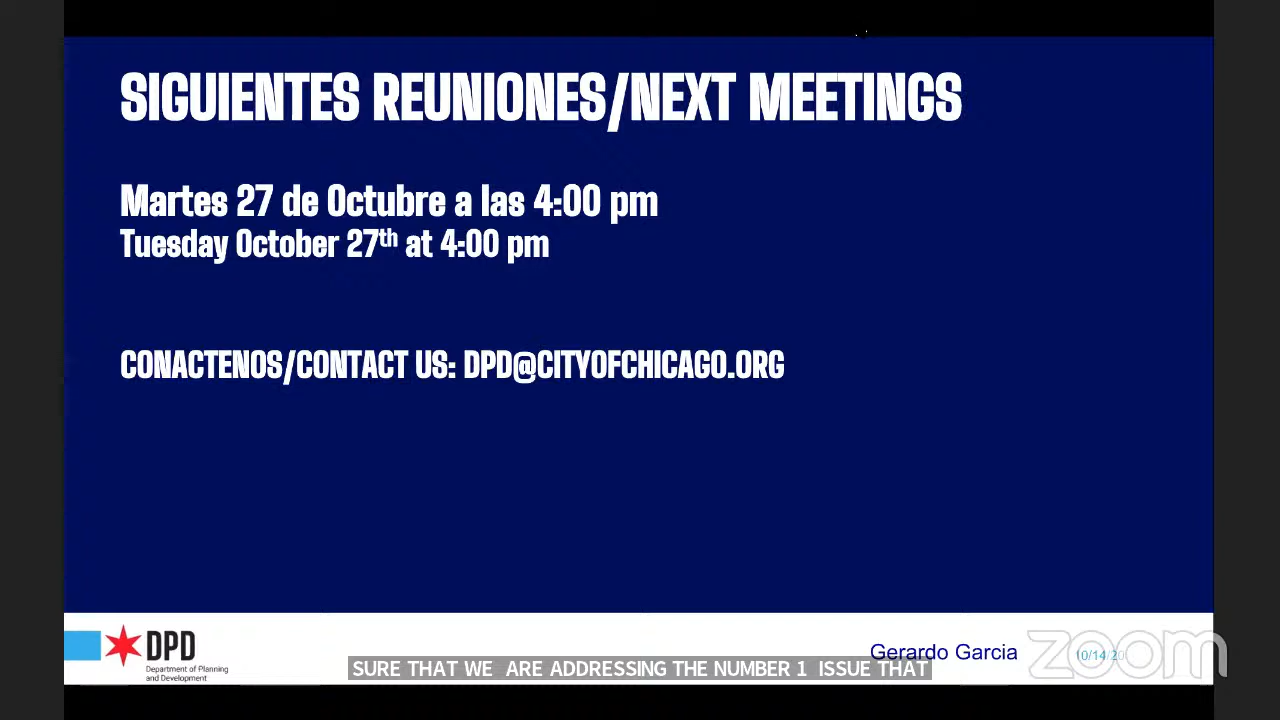 SIGUIENTES REUNIONES/NEXT MEETINGS
Martes 27 de Octubre a las 4:00 pm
Tuesday October 27th at 4:00 pm
CONACTENOS/CONTACT US: DPD@CITYOFCHICAGO.ORG
DPD
Department of Planning
and Development
SURE THAT WE ARE ADDRESSING THE NUMBER 1 ISSUE THAT
Gerardo Garcia
zoom